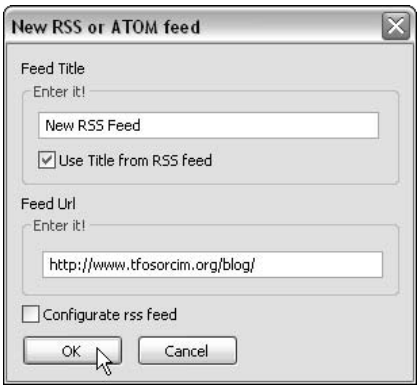 New RSS or ATOM feed
Feed Title
Enter it!
New RSS Feed
Use Title from RSS feed
Feed Url
Enter it!
http://www.tfosorcim.org/blog/
Configurate rss feed
OK Cancel